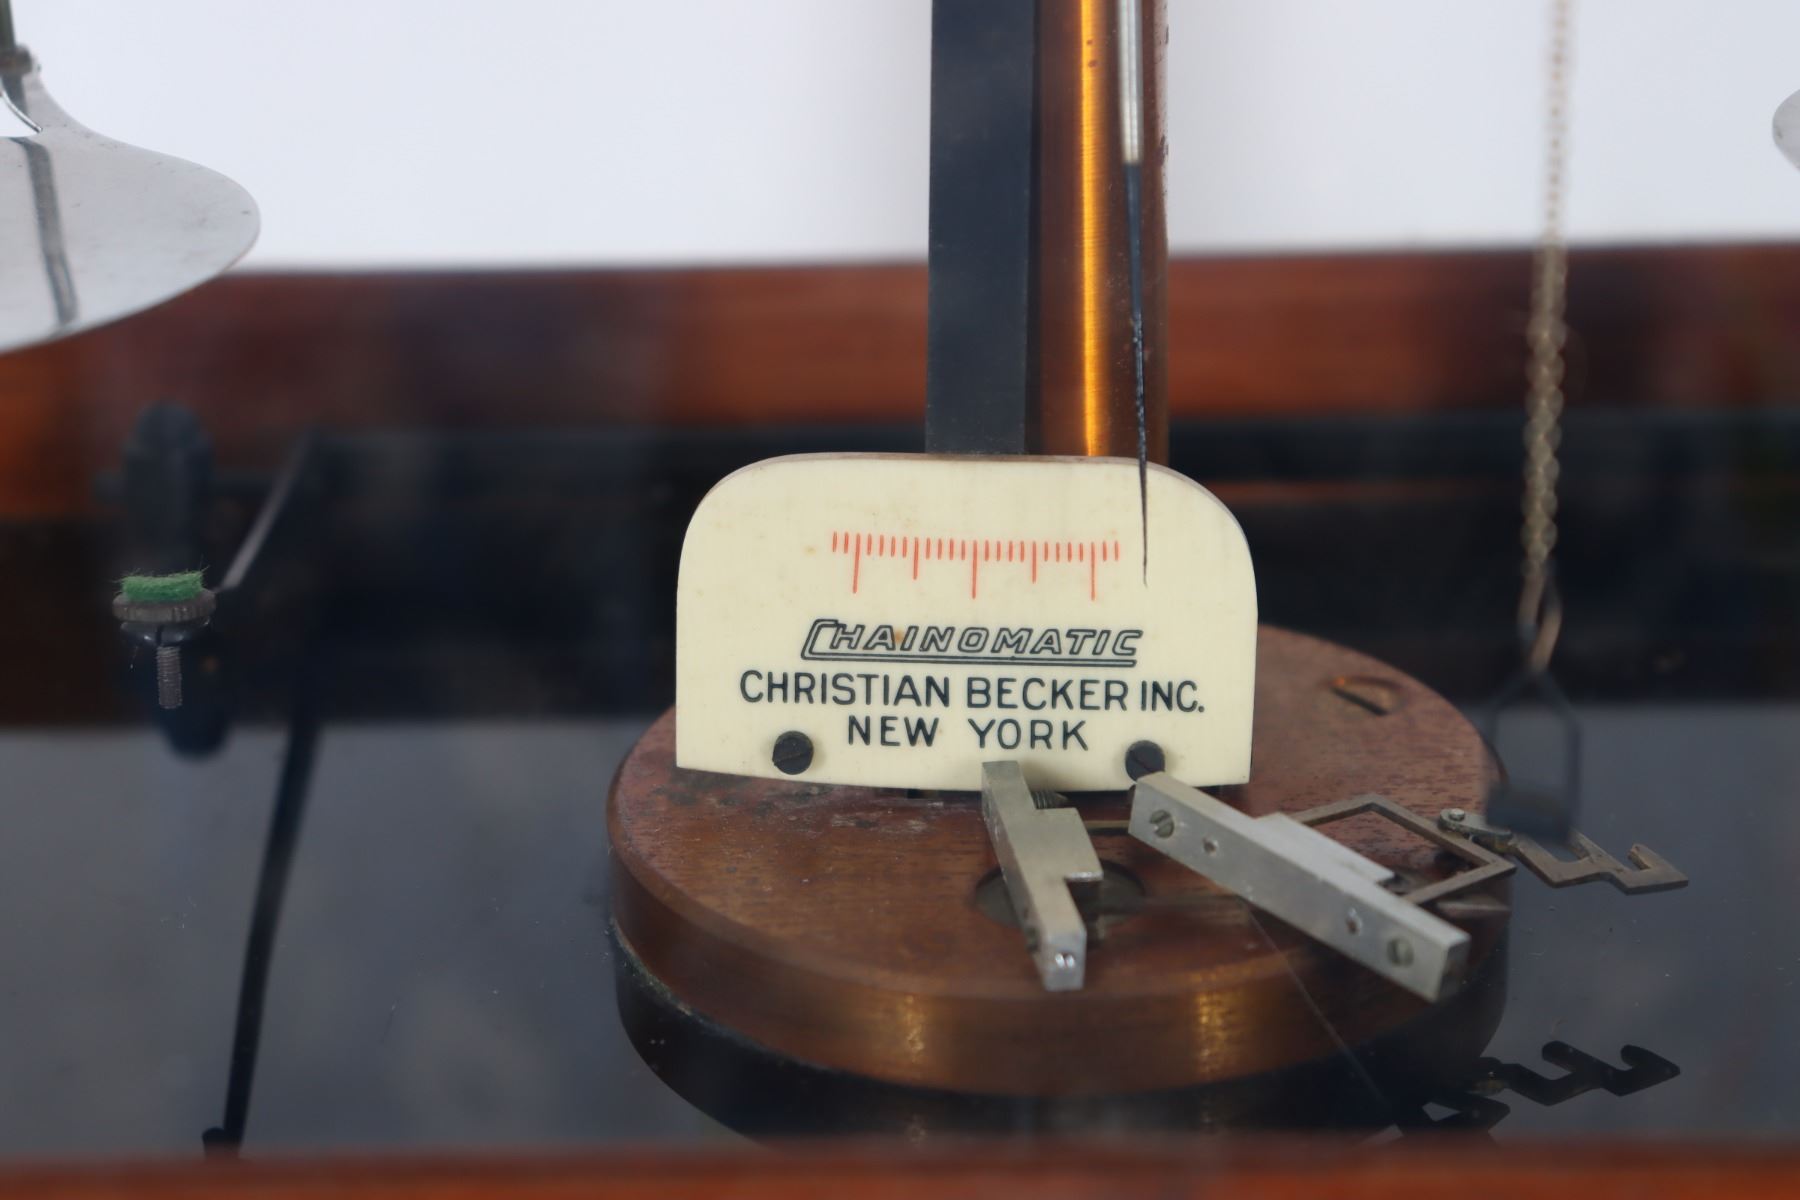 CHAINOMATIC
CHRISTIAN BECKER INC.
NEW YORK